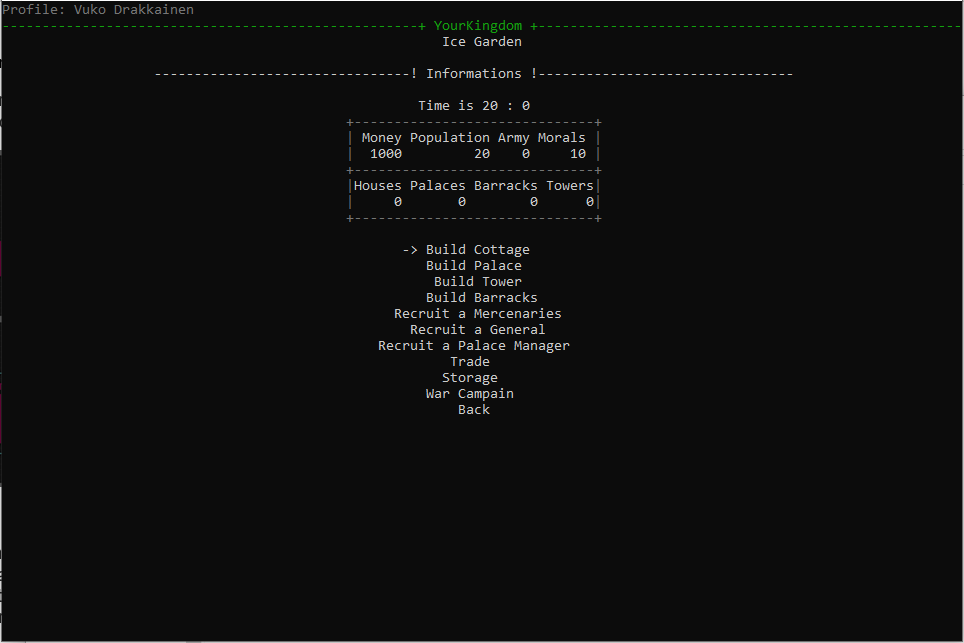 Profile: Vuko Drakkainen
+ YourKingdom +
Ice Garden
! Informations !
Time is 20 : 0
Money Population Army Morals
1000 20 0 10
Houses Palaces Barracks Towers
0 0 0 0
-> Build Cottage
Build Palace
Build Tower
Build Barracks
Recruit a Mercenaries
Recruit a General
Recruit a Palace Manager
Trade
Storage
War Campain
Back